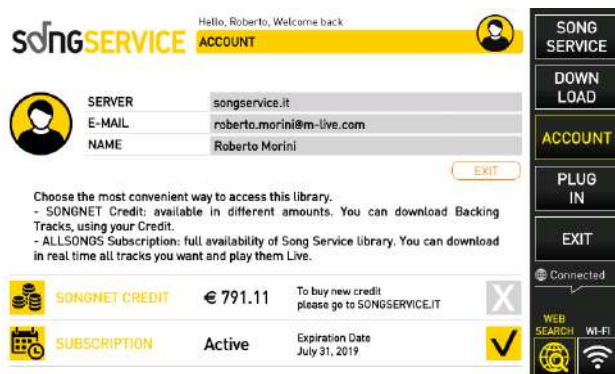 Hello, Roberto, Welcome back
SONGSERVICE
ACCOUNT
SERVER songservice.it
E-MAIL roberto.morini@m-live.com
NAME Roberto Morini
EXIT
Choose the most convenient way to access this library.
- SONGNET Credit: available in different amounts. You can download Backing
Tracks, using your Credit.
- ALLSONGS Subscription: full availability of Song Service library. You can download
in real time all tracks you want and play them Live.
SONGNET CREDIT € 791.11 To buy new credit
please go to SONGSERVICE.IT
X
SUBSCRIPTION Active Expiration Date
July 31, 2019
SONG
SERVICE
DOWN
LOAD
ACCOUNT
PLUG
IN
EXIT
Connected
WEB
SEARCH WI-FI